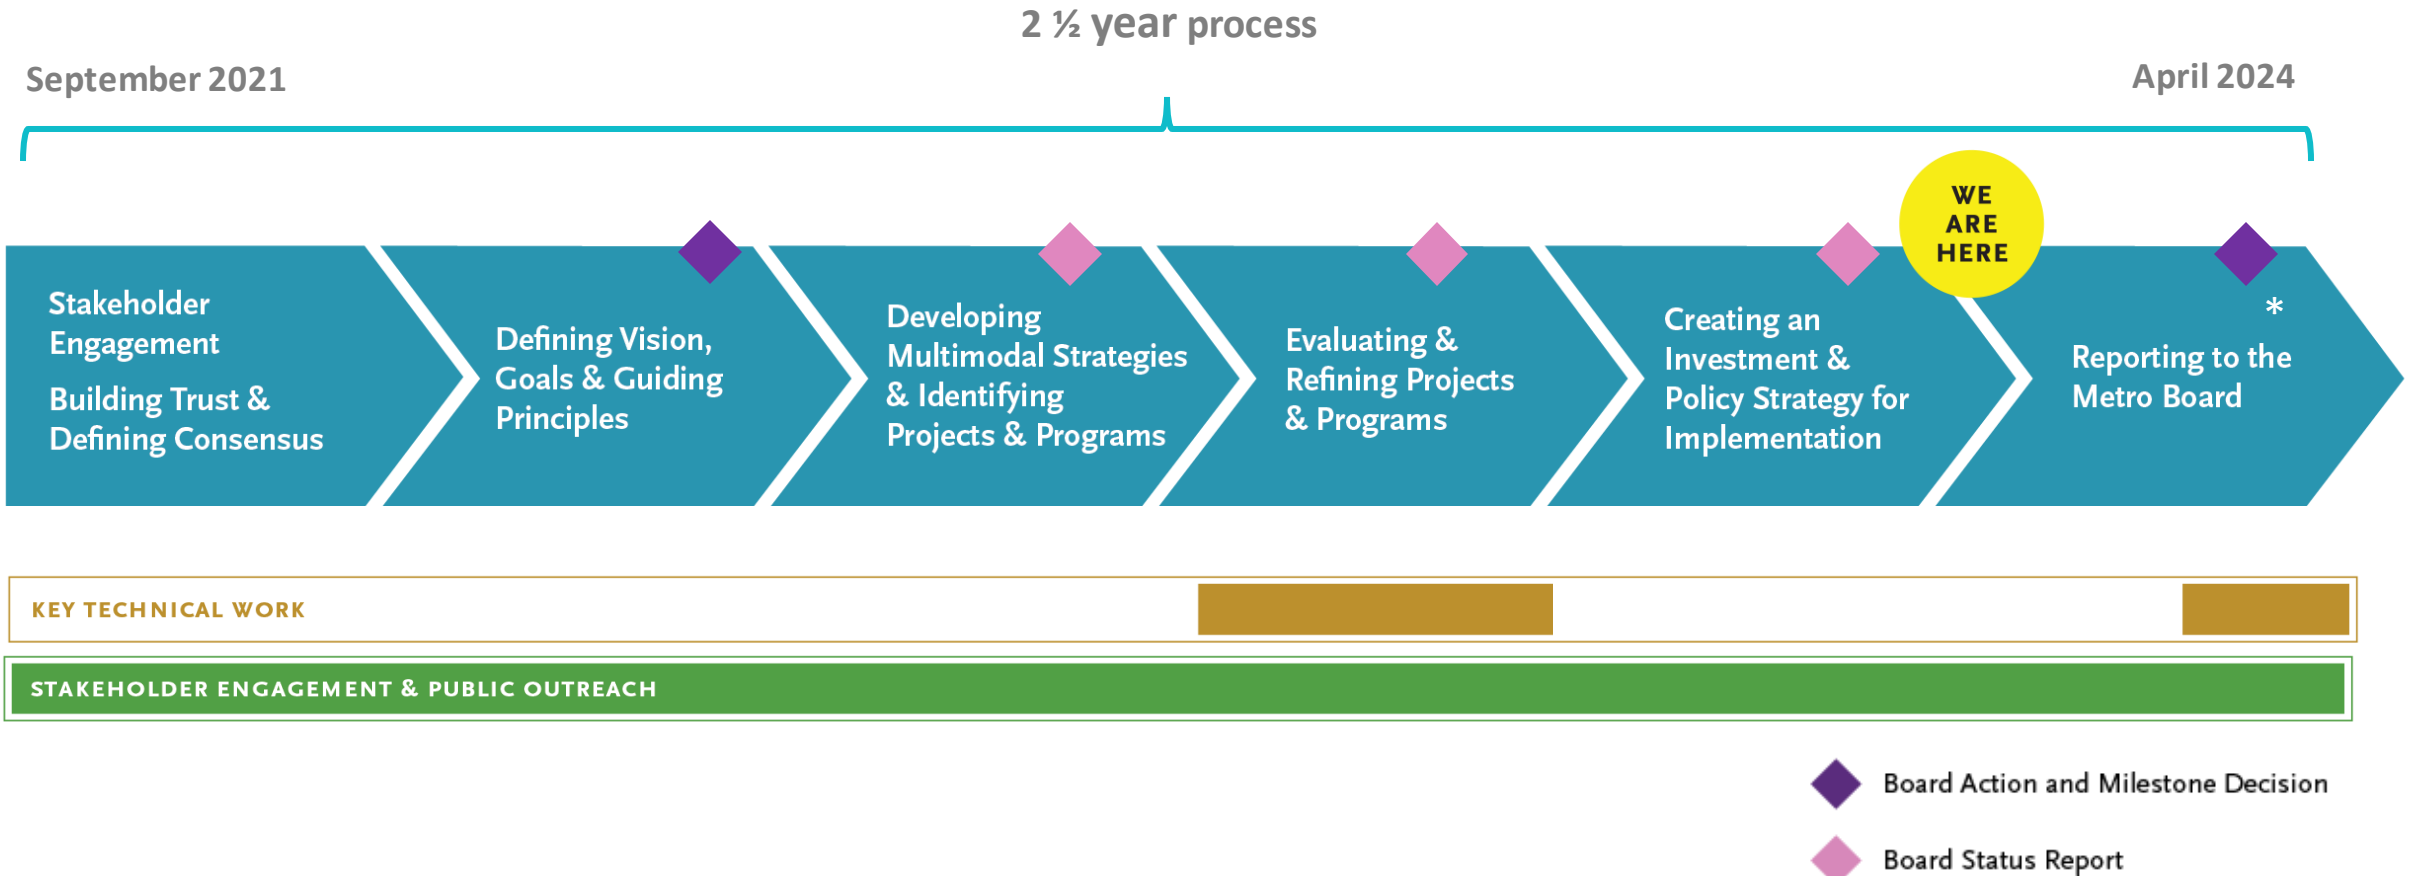 2 ½ year process
September 2021
April 2024
WE
ARE
HERE
Stakeholder
Engagement
Building Trust &
Defining Consensus
Defining Vision,
Goals & Guiding
Principles
Developing
Multimodal Strategies
& Identifying
Projects & Programs
Evaluating &
Refining Projects
& Programs
Creating an
Investment &
Policy Strategy for
Implementation
*
Reporting to the
Metro Board
KEY TECHNICAL WORK
STAKEHOLDER ENGAGEMENT & PUBLIC OUTREACH
Board Action and Milestone Decision
Board Status Report